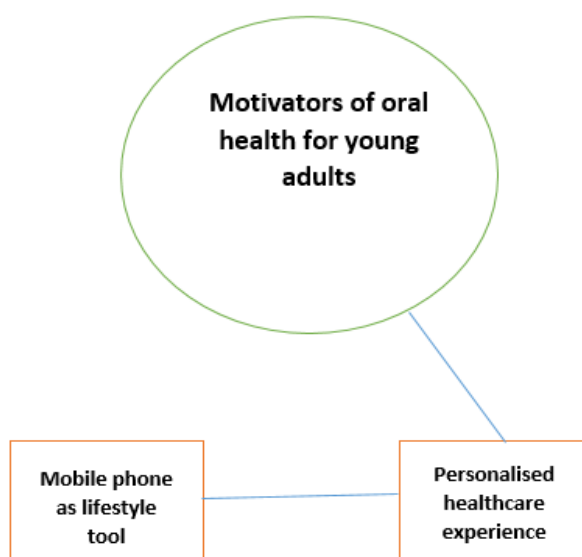 Motivators of oral
health for young
adults
Mobile phone
as lifestyle
tool
Personalised
healthcare
experience